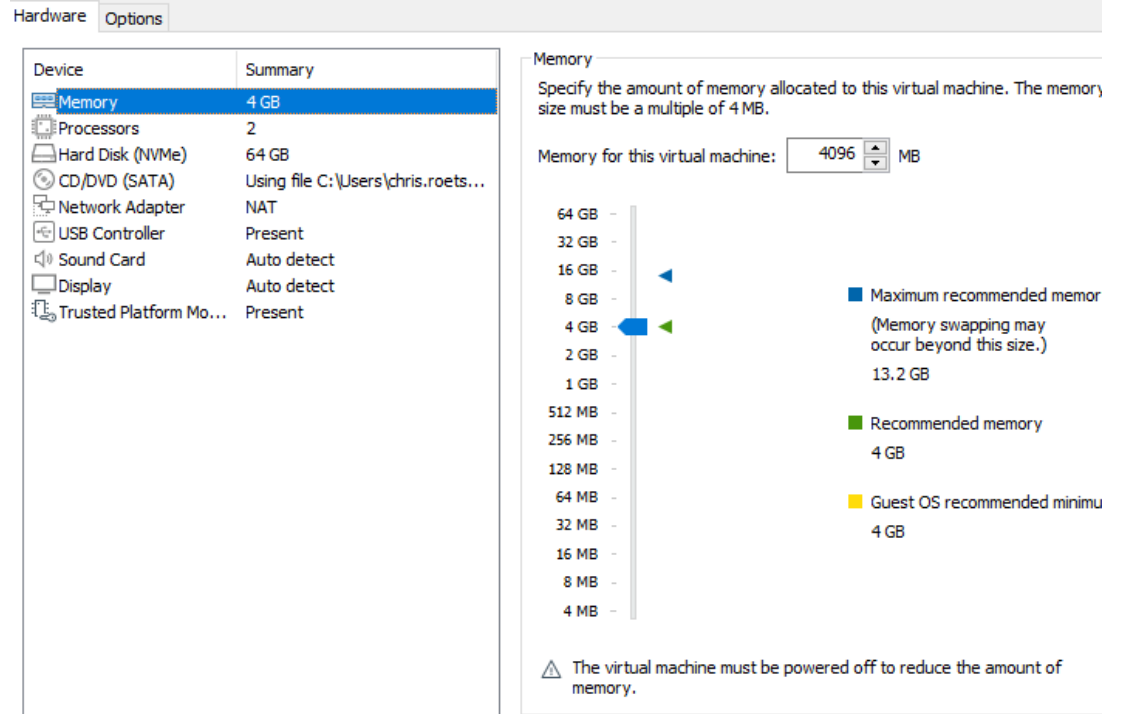 Hardware
Options
Device Summary
Memory 4 GB
Processors 2
Hard Disk (NVMe) 64 GB
CD/DVD (SATA) Using file C:\Users\chris.roets...
Network Adapter NAT
USB Controller Present
Sound Card Auto detect
Display Auto detect
Trusted Platform Mo... Present
Memory
Specify the amount of memory allocated to this virtual machine. The memory
size must be a multiple of 4 MB.
Memory for this virtual machine: 4096 MB
64 GB
32 GB
16 GB
8 GB
4 GB
2 GB
1 GB
512 MB
256 MB
128 MB
64 MB
32 MB
16 MB
8 MB
4 MB
Maximum recommended memor
(Memory swapping may
occur beyond this size.)
13.2 GB
Recommended memory
4 GB
Guest OS recommended minimu
4 GB
The virtual machine must be powered off to reduce the amount of
memory.